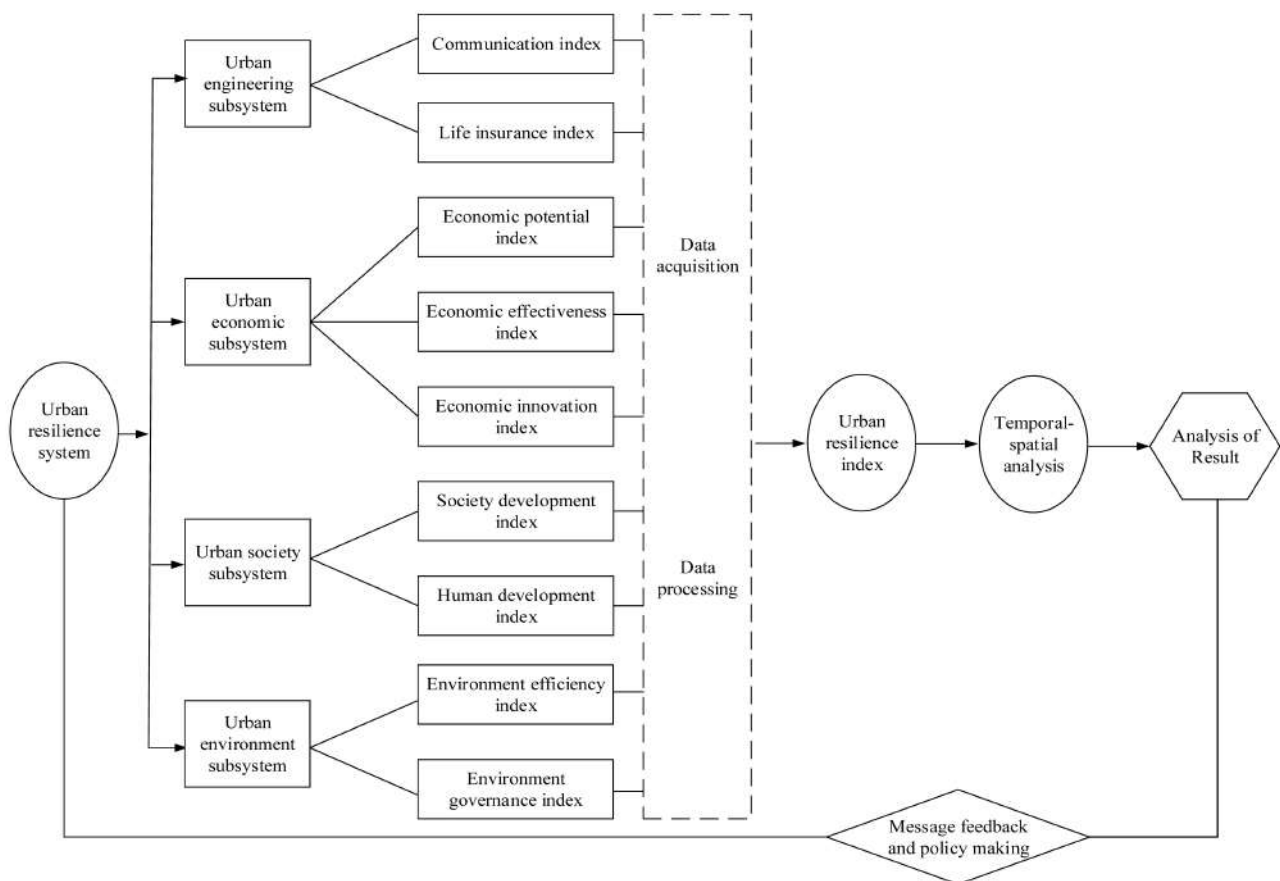 Urban
resilience
system
Urban
engineering
subsystem
Urban
economic
subsystem
Urban society
subsystem
Urban
environment
subsystem
Communication index
Life insurance index
Economic potential
index
Economic effectiveness
index
Economic innovation
index
Society development
index
Human development
index
Environment efficiency
index
Environment
governance index
Data
acquisition
Data
processing
Urban
resilience
index
Temporal-
spatial
analysis
Analysis of
Result
Message feedback
and policy making